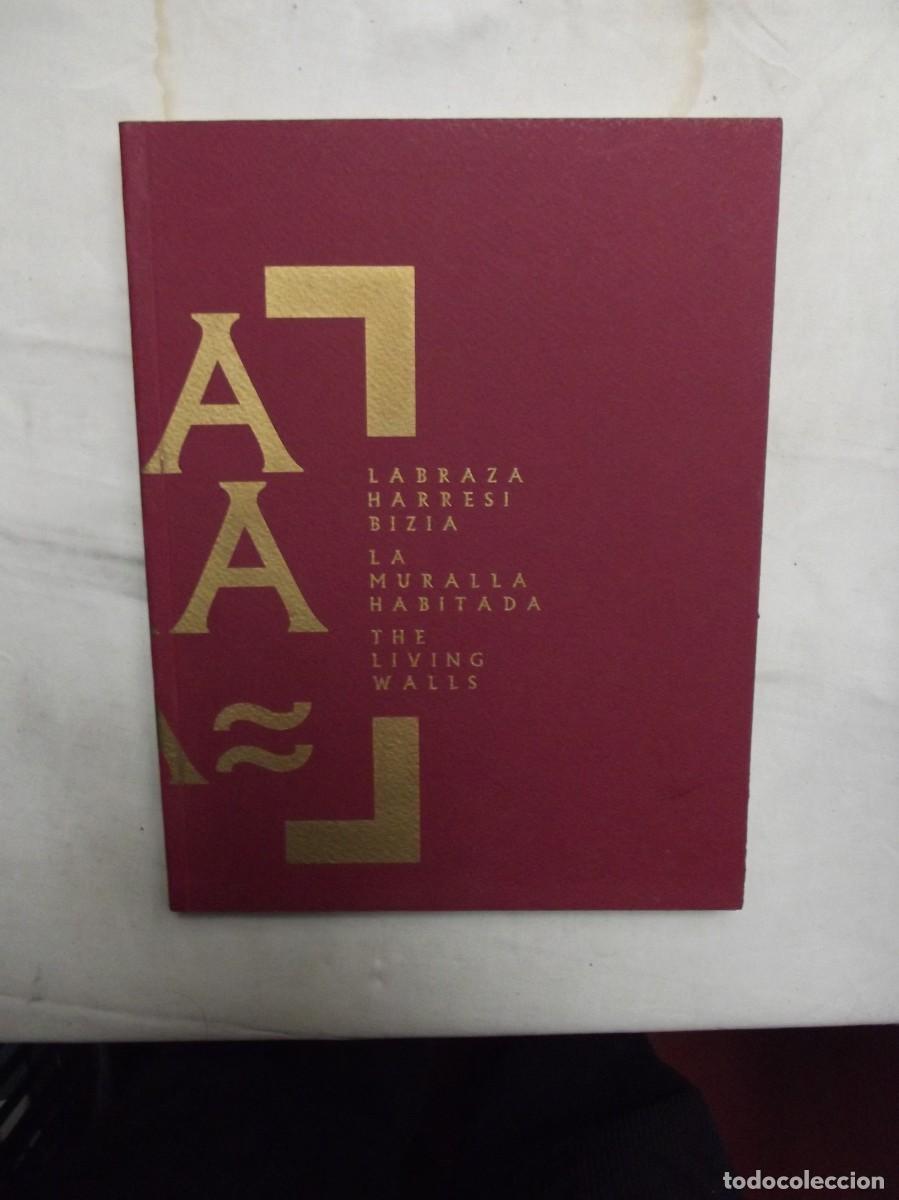 A
A
A
LABRAZA
HARRESI
BIZIA
LA
MURALLA
HABITADA
THE
LIVING
WALLS
todocoleccion